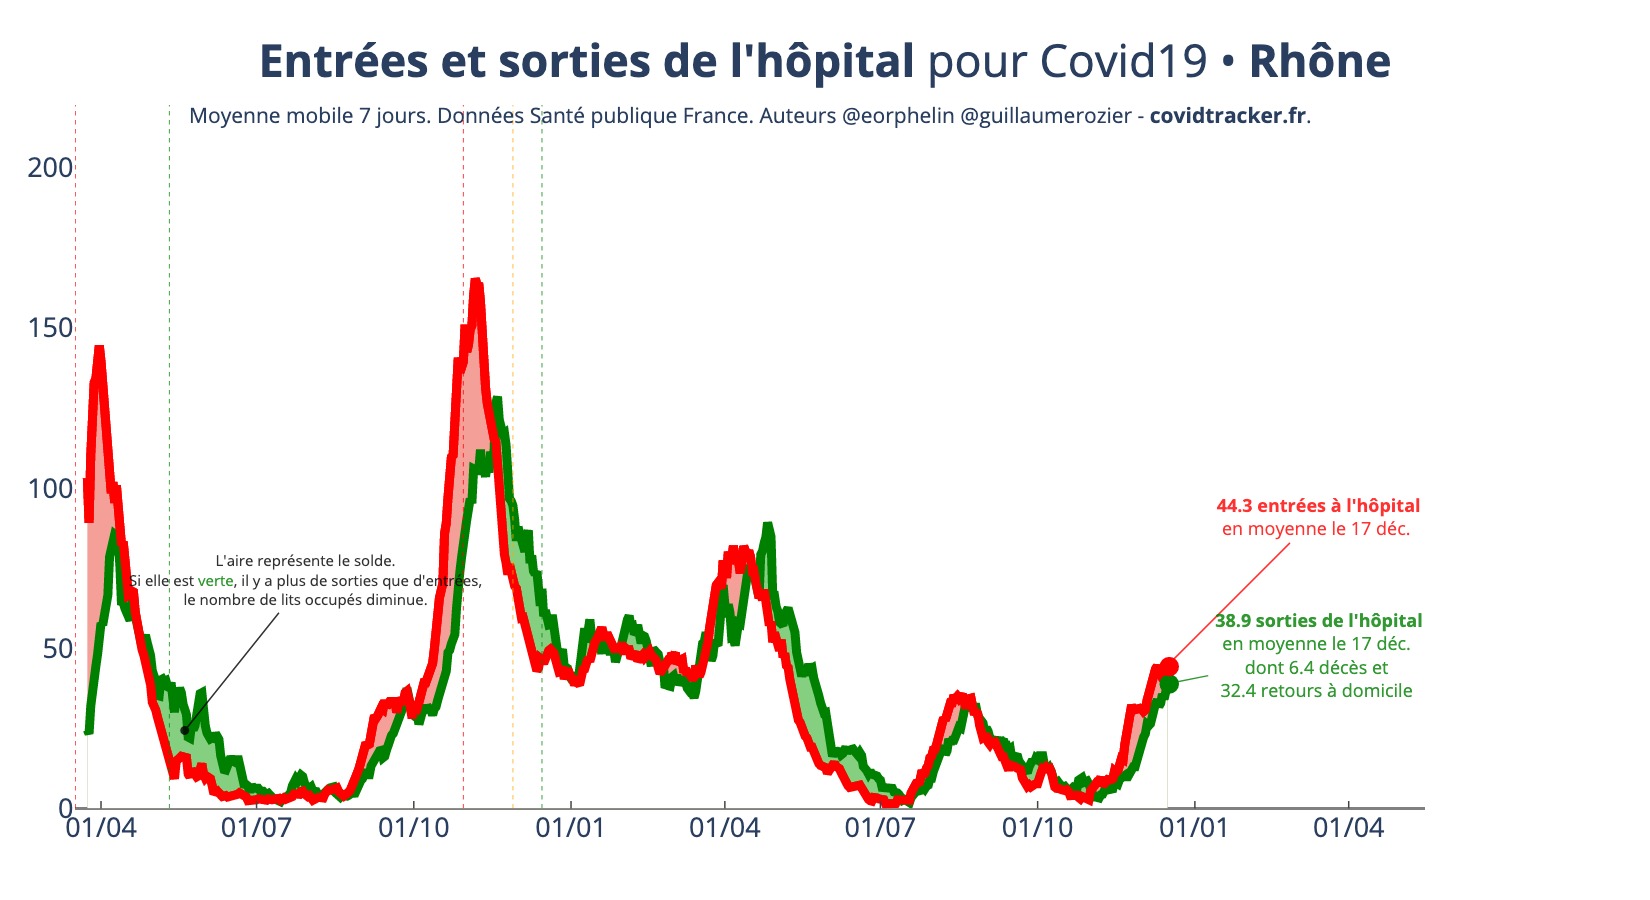 Entrées et sorties de l'hôpital pour Covid19 • Rhône
Moyenne mobile 7 jours. Données Santé publique France. Auteurs @eorphelin @guillaumerozier - covidtracker.fr.
200
150
100
50
0
L'aire représente le solde.
Si elle est verte, il y a plus de sorties que d'entrées,
le nombre de lits occupés diminue.
44.3 entrées à l'hôpital
en moyenne le 17 déc.
38.9 sorties de l'hôpital
en moyenne le 17 déc.
dont 6.4 décès et
32.4 retours à domicile
01/04 01/07 01/10 01/01 01/04 01/07 01/10 01/01 01/04